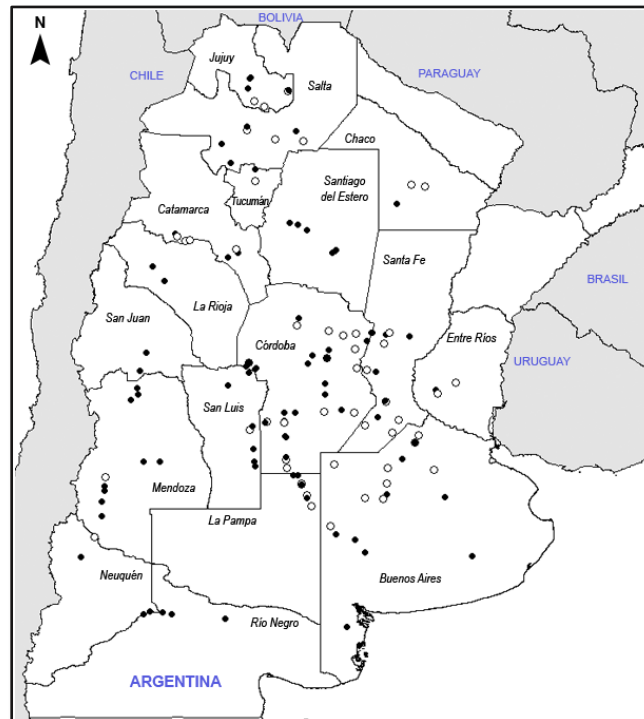 BOLIVIA
N
Jujuy
CHILE
PARAGUAY
Salta
Chaco
Santiago
del Estero
Catamarca
Tucumán
Santa Fe
BRASIL
La Rioja
San Juan
Entre Ríos
Córdoba
URUGUAY
San Luis
Mendoza
La Pampa
Neuquén
Buenos Aires
Río Negro
ARGENTINA